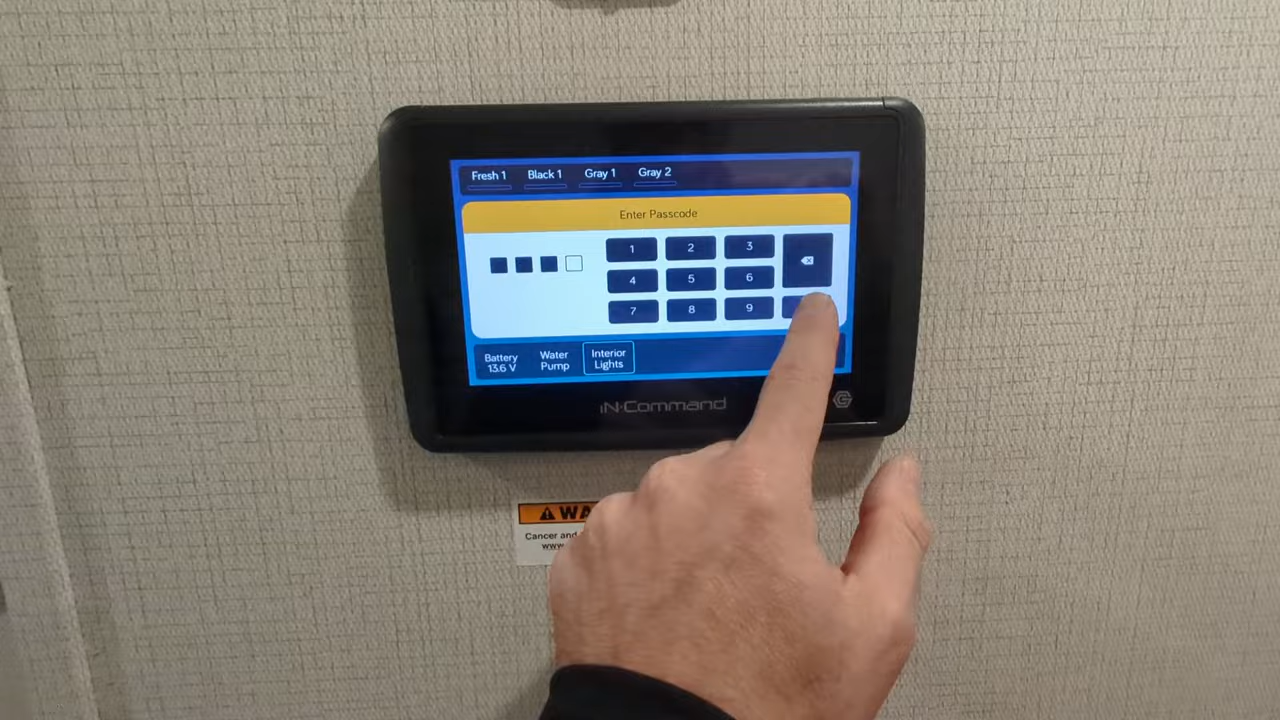 Fresh 1 Black 1 Gray 1 Gray 2
Enter Passcode
1 2 3
4 5 6
7 8 9
Battery
13.6 V
Water
Pump
Interior
Lights
iN·Command
Cancer and
www.